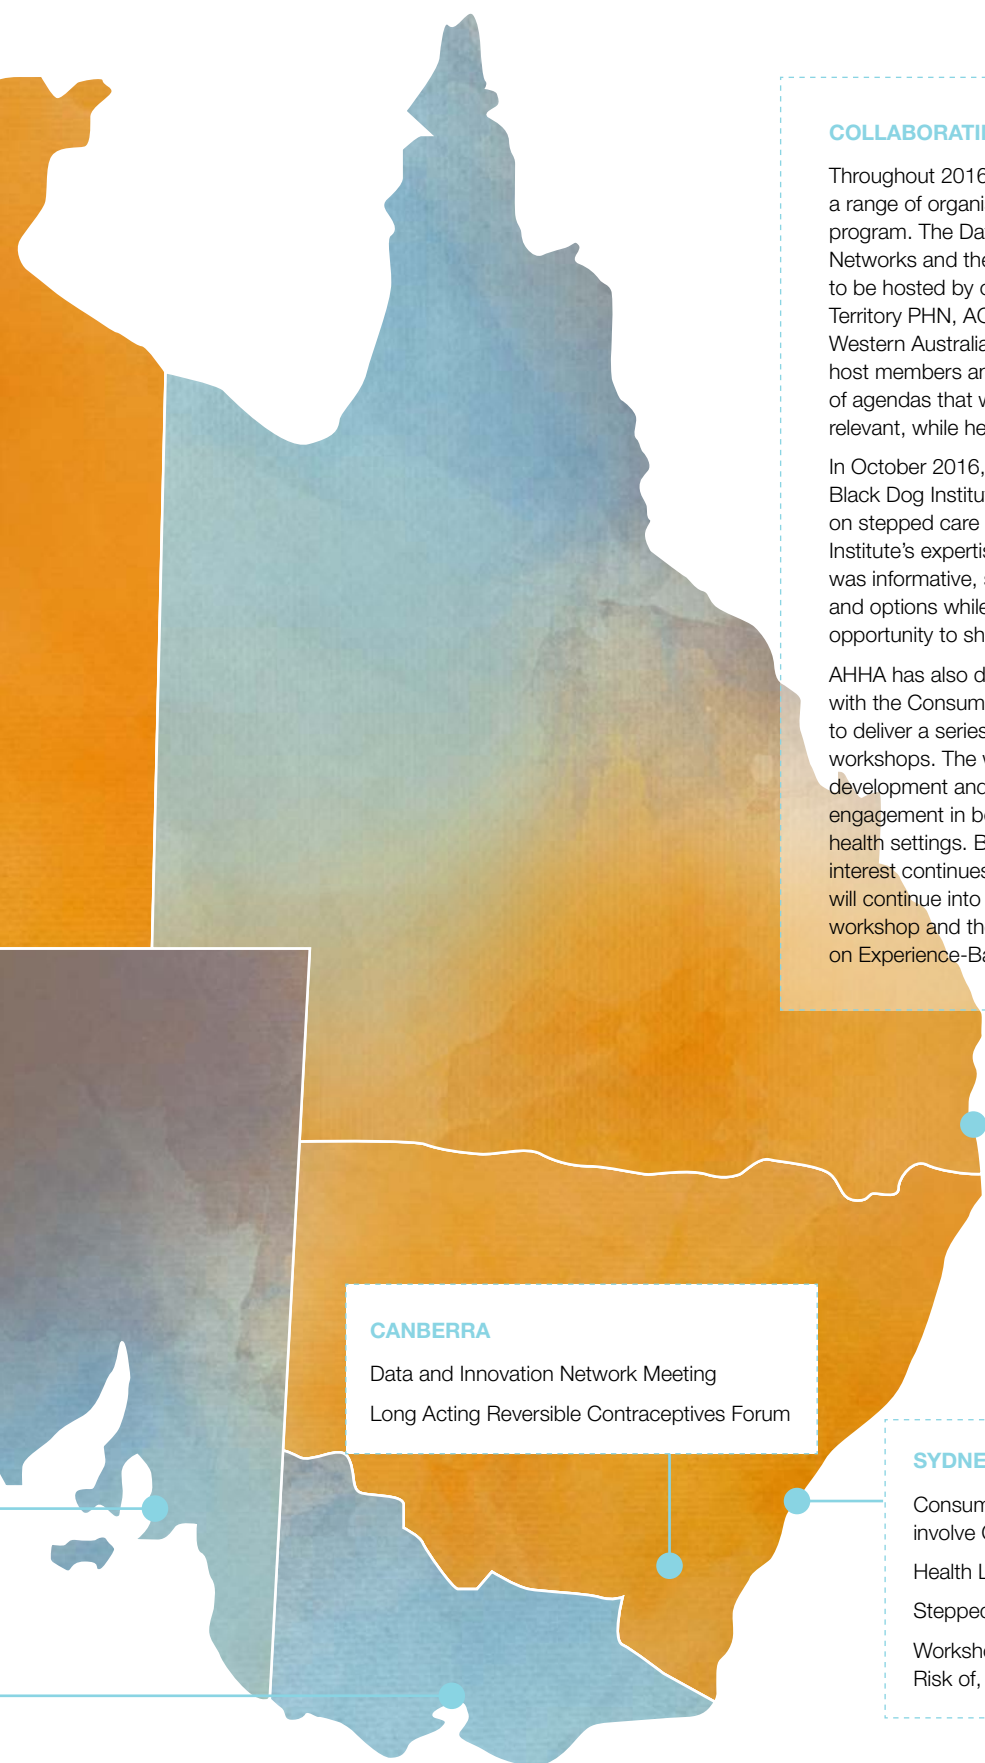 COLLABORATI
Throughout 2016
a range of organi
program. The Da
Networks and the
to be hosted by
Territory PHN, AC
Western Australia
host members an
of agendas that w
relevant, while he
In October 2016,
Black Dog Institu
on stepped care
Institute's expertis
was informative,
and options while
opportunity to sh
AHHA has also d
with the Consum
to deliver a series
workshops. The
development and
engagement in b
health settings. B
interest continues
will continue into
workshop and th
on Experience-Ba
CANBERRA
Data and Innovation Network Meeting
Long Acting Reversible Contraceptives Forum
SYDNE
Consum
involve
Health L
Stepped
Worksho
Risk of,